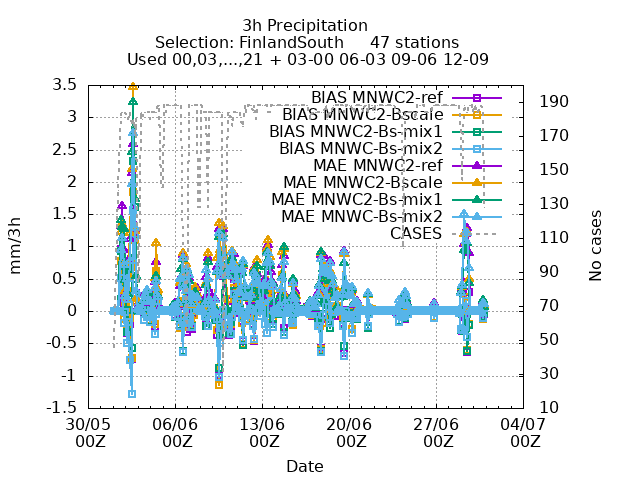 3h Precipitation
Selection: FinlandSouth 47 stations
Used 00,03,...,21 + 03-00 06-03 09-06 12-09
mm/3h
3.5
3
2.5
2
1.5
1
0.5
0
-0.5
-1
-1.5
BIAS MNWC2-ref
BIAS MNWC2-Bscale
BIAS MNWC2-Bs-mix1
BIAS MNWC-Bs-mix2
MAE MNWC2-ref
MAE MNWC2-Bscale
MAE MNWC2-Bs-mix1
MAE MNWC-Bs-mix2
CASES
190
170
150
130
110
90
70
50
30
10
No cases
30/05 06/06 13/06 20/06 27/06 04/07
00Z 00Z 00Z 00Z 00Z 00Z
Date